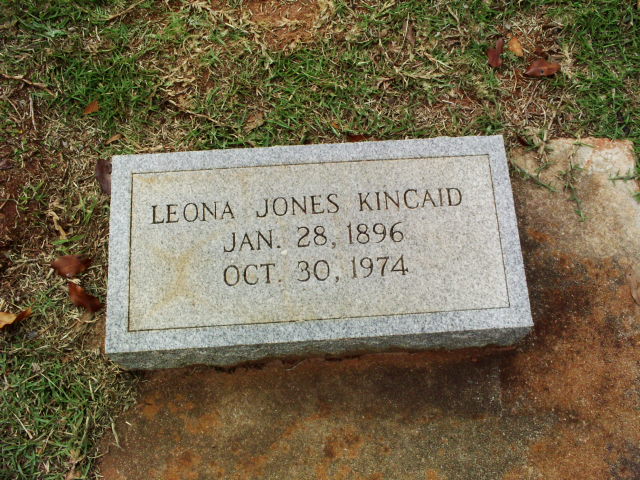 LEONA JONES KINCAID
JAN. 28, 1896
OCT. 30, 1974